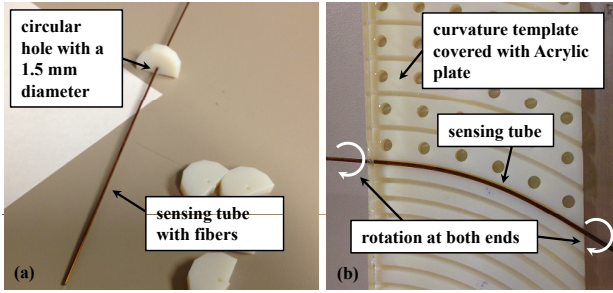 circular
hole with a
1.5 mm
diameter
sensing tube
with fibers
(a)
curvature template
covered with Acrylic
plate
sensing tube
rotation at both ends
(b)